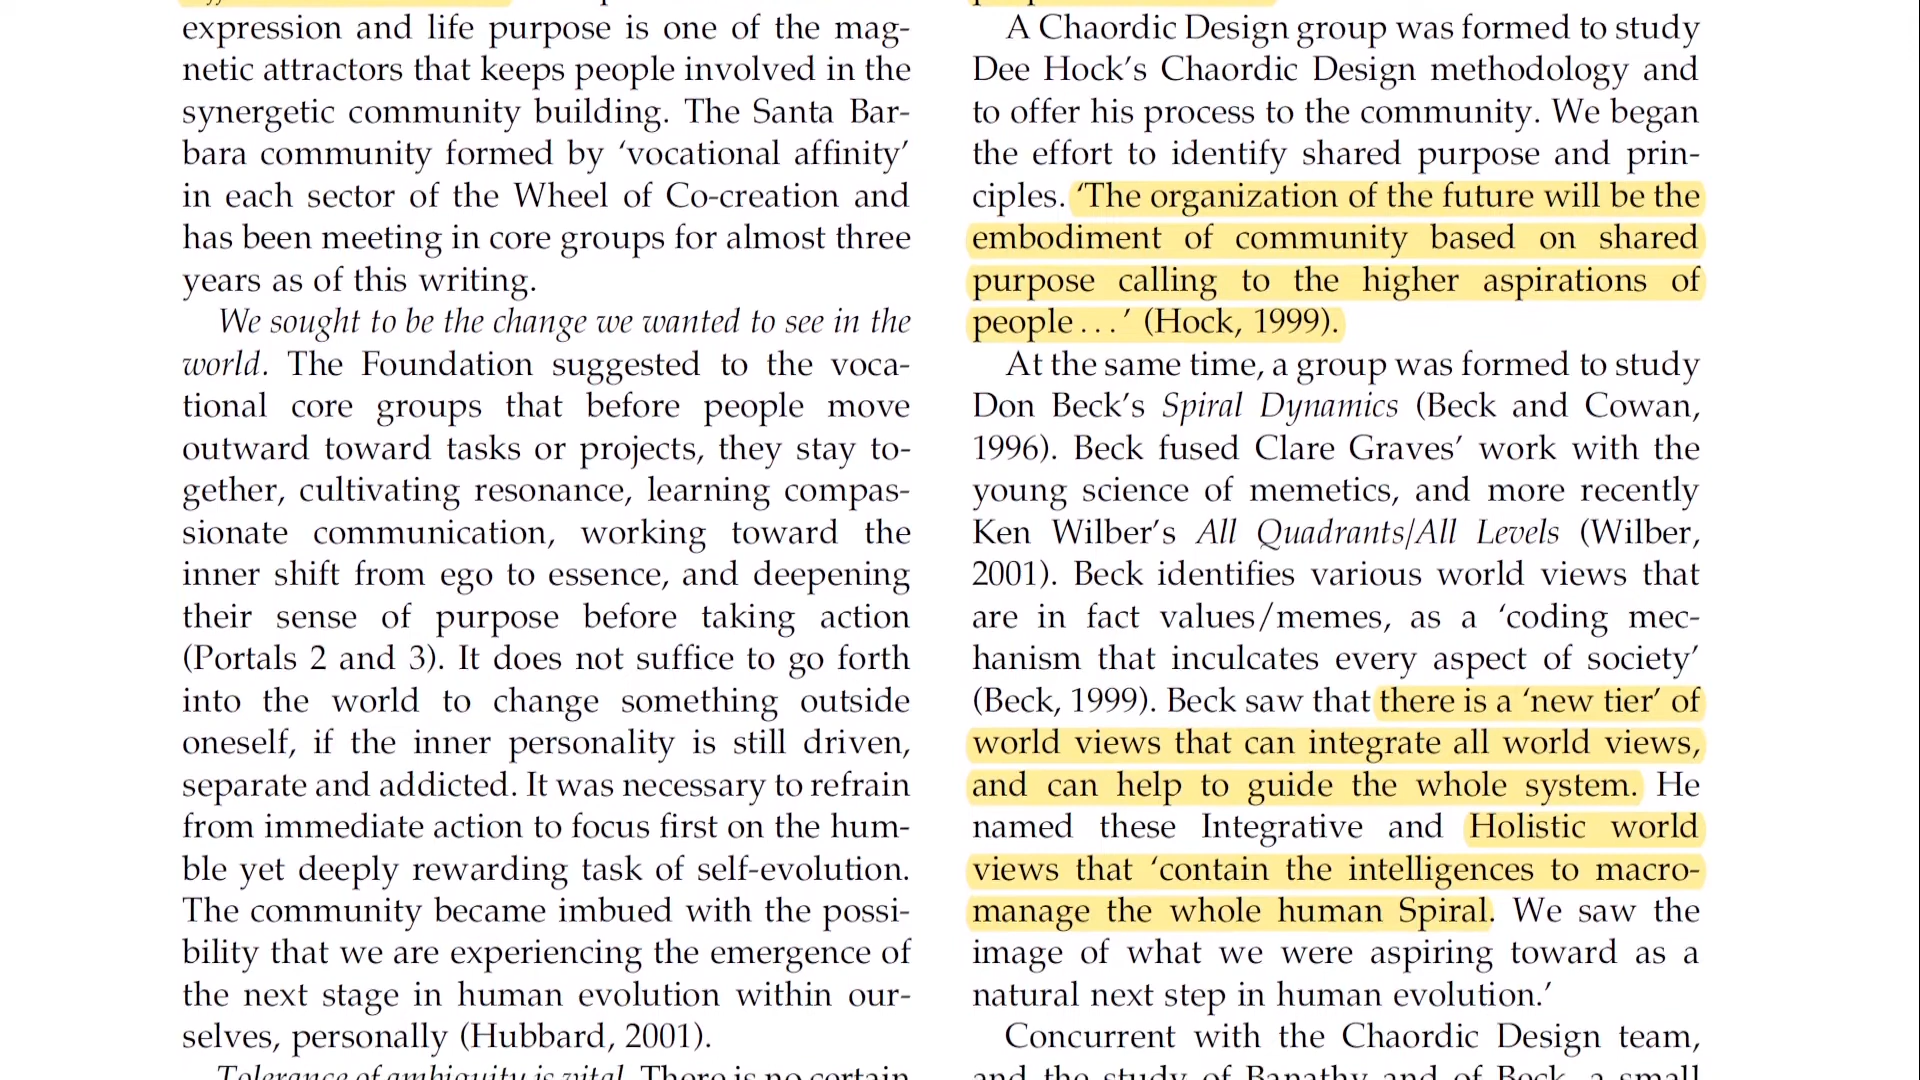 expression and life purpose is one of the mag-
netic attractors that keeps people involved in the
synergetic community building. The Santa Bar-
bara community formed by ‘vocational affinity’
in each sector of the Wheel of Co-creation and
has been meeting in core groups for almost three
years as of this writing.
We sought to be the change we wanted to see in the
world. The Foundation suggested to the voca-
tional core groups that before people move
outward toward tasks or projects, they stay to-
gether, cultivating resonance, learning compas-
sionate communication, working toward the
inner shift from ego to essence, and deepening
their sense of purpose before taking action
(Portals 2 and 3). It does not suffice to go forth
into the world to change something outside
oneself, if the inner personality is still driven,
separate and addicted. It was necessary to refrain
from immediate action to focus first on the hum-
ble yet deeply rewarding task of self-evolution.
The community became imbued with the possi-
bility that we are experiencing the emergence of
the next stage in human evolution within our-
selves, personally (Hubbard, 2001).
Tolerance of ambiguity is vital. There is no certain
A Chaordic Design group was formed to study
Dee Hock’s Chaordic Design methodology and
to offer his process to the community. We began
the effort to identify shared purpose and prin-
ciples. ‘The organization of the future will be the
embodiment of community based on shared
purpose calling to the higher aspirations of
people...’ (Hock, 1999).
At the same time, a group was formed to study
Don Beck’s Spiral Dynamics (Beck and Cowan,
1996). Beck fused Clare Graves’ work with the
young science of memetics, and more recently
Ken Wilber’s All Quadrants/All Levels (Wilber,
2001). Beck identifies various world views that
are in fact values/memes, as a ‘coding mec-
hanism that inculcates every aspect of society’
(Beck, 1999). Beck saw that there is a ‘new tier’ of
world views that can integrate all world views,
and can help to guide the whole system. He
named these Integrative and Holistic world
views that ‘contain the intelligences to macro-
manage the whole human Spiral. We saw the
image of what we were aspiring toward as a
natural next step in human evolution.’
Concurrent with the Chaordic Design team,
and the study of Banathy and of Beck, a small